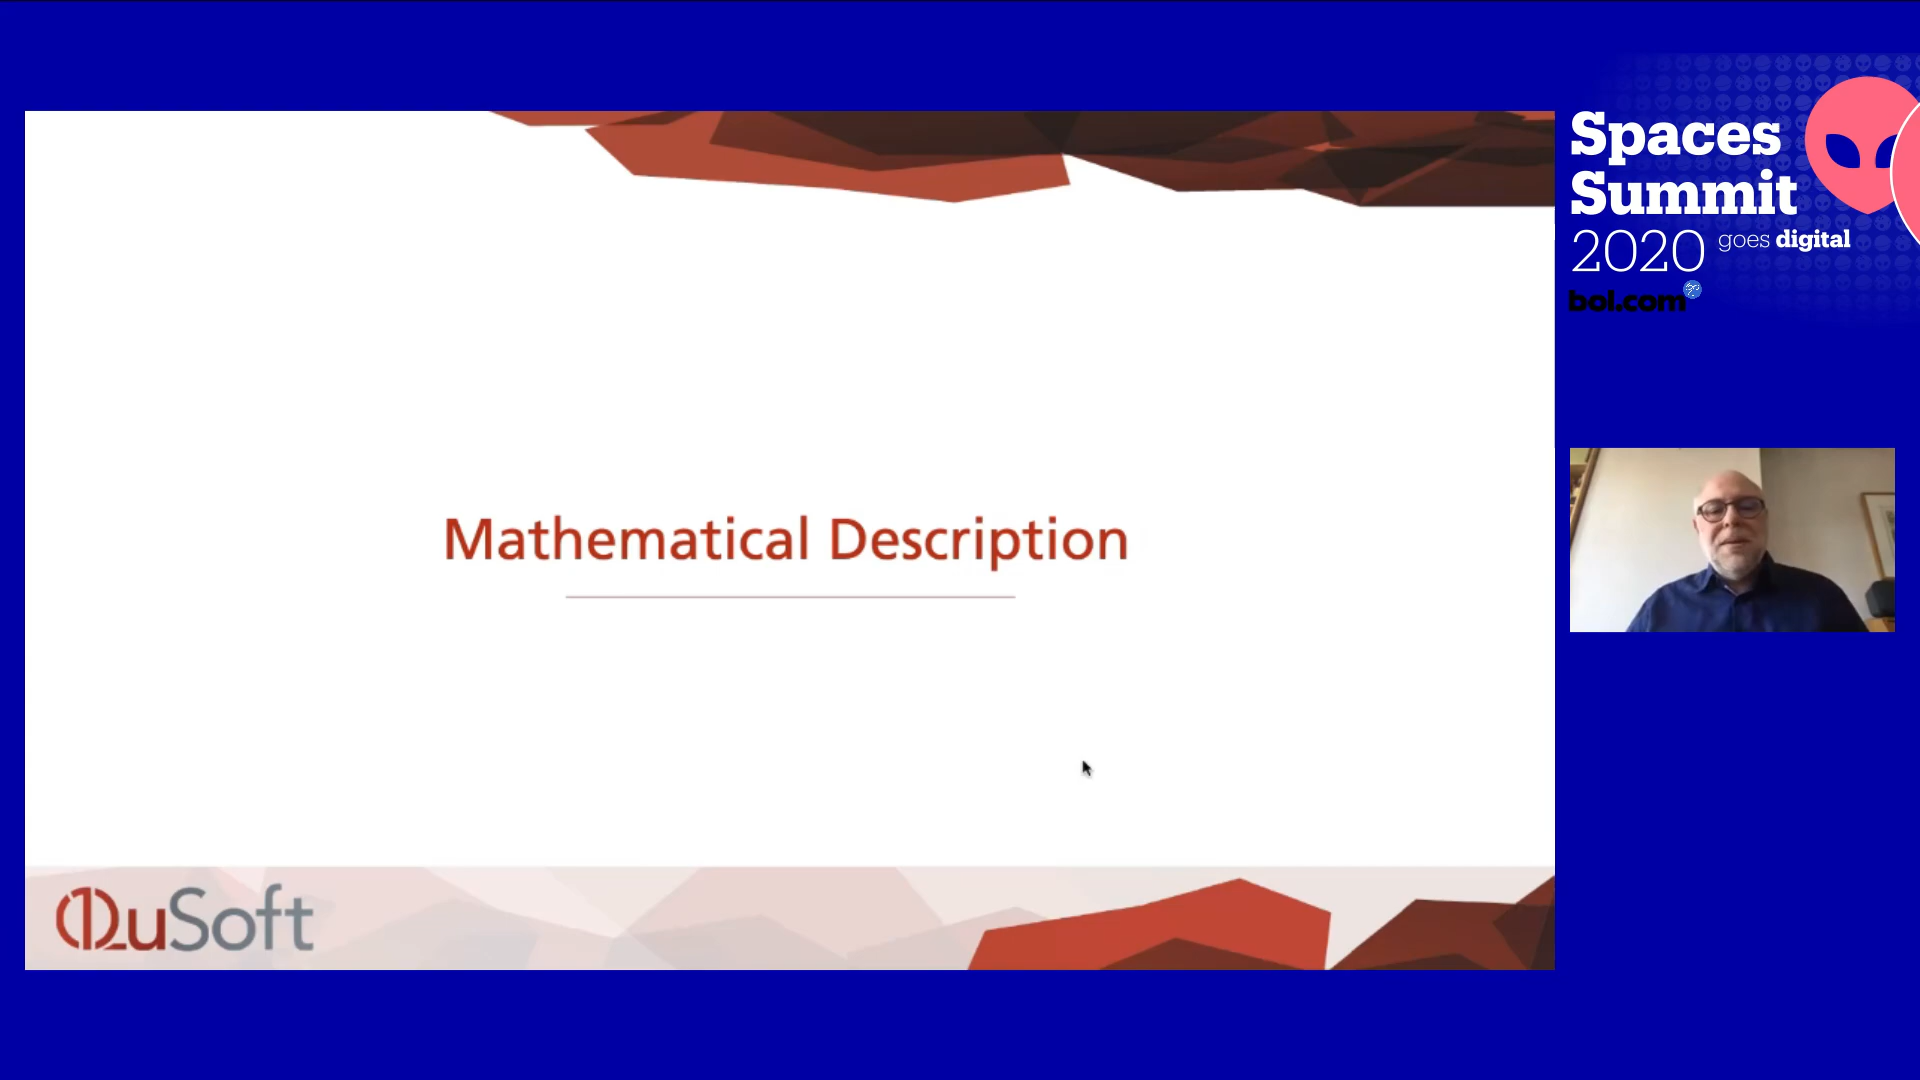 Mathematical Description
QuSoft
Spaces
Summit
2020 goes digital
bol.com